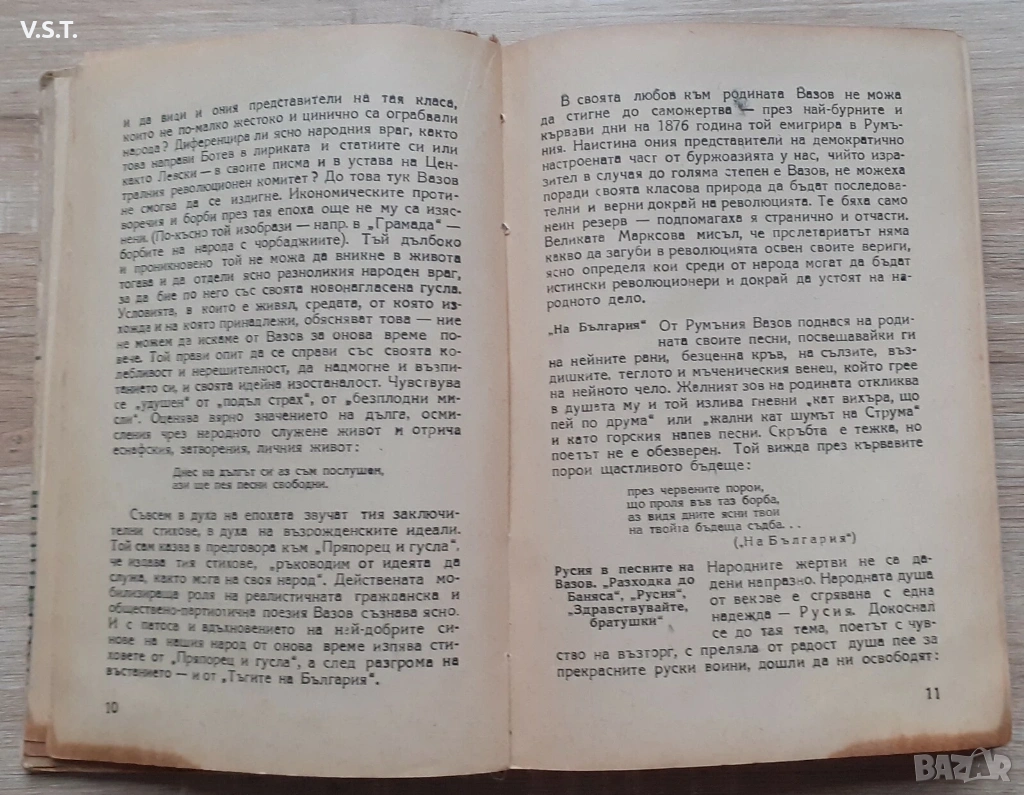 V.S.T.
и да види и ония представители на тая класа,
които не по-малко жестоко и цинично са ограбвали
народа? Диференцира ли ясно народния враг, както
това направи Ботев в лириката и статиите си или
както Левски — в своите писма и в устава на Цен-
тралния революционен комитет? До това тук Вазов
не смогва да се издигне. Икономическите проти-
воречия и борби през тая епоха още не му са изяс-
нени. (По-късно той изобрази — напр. в „Грамада“ —
борбите на народа с чорбаджиите). Тъй дълбоко
и проникновено той не може да вникне в живота
тогава и да отдели ясно разноликия народен враг,
за да бие по него със своята новонагласена гусла.
Условията, в които е живял, средата, от която из-
хожда и на която принадлежи, обясняват това — ние
не можем да искаме от Вазов за онова време по-
вече. Той прави опит да се справи със своята ко-
лебливост и нерешителност, да надмогне и възпи-
танието си, и своята идейна изостаналост. Чувствува
се „удушен“ от „подъл страх“, от „безплодни ми-
сли“. Оценява вярно значението на дълга, осми-
сления чрез народното служене живот и отрича
еснафския, затворения, личния живот:
Днес на дългът си аз съм послушен,
ази ще пея песни свободни.
Съвсем в духа на епохата звучат тия заключи-
телни стихове, в духа на възрожденските идеали.
Той сам казва в предговора към „Пряпорец и гусла“,
че издава тия стихове, „ръководим от идеята да
служа, както мога на своя народ“. Действената мо-
билизираща роля на реалистичната гражданска и
обществено-партиотична поезия Вазов съзнава ясно.
И с патоса и вдъхновението на най-добрите си-
нове на нашия народ от онова време изпява сти-
ховете от „Пряпорец и гусла“, а след разгрома на
въстанието — и от „Тъгите на България“.
10
В своята любов към родината Вазов не можа
да стигне до саможертва — през най-бурните и
кървави дни на 1876 година той емигрира в Румъ-
ния. Наистина ония представители на демократично
настроената част от буржоазията у нас, чийто изра-
зител в случая до голяма степен е Вазов, не можеха
поради своята класова природа да бъдат последова-
телни и верни докрай на революцията. Те бяха само
неин резерв — подпомагаха я странично и отчасти.
Великата Марксова мисъл, че пролетариатът няма
какво да загуби в революцията освен своите вериги,
ясно определя кои среди от народа могат да бъдат
истински революционери и докрай да устоят на на-
родното дело.
„На България“ От Румъния Вазов поднася на роди-
ната своите песни, посвещавайки ги
на нейните рани, безценна кръв, на сълзите, въз-
дишките, теглото и мъченическия венец, който грее
на нейното чело. Жалният зов на родината откликва
в душата му и той излива гневни „кат вихъра, що
пей по друма“ или „жални кат шумът на Струма“
и като горския напев песни. Скръбта е тежка, но
поетът не е обезверен. Той вижда през кървавите
порои щастливото бъдеще:
през червените порои,
що проля във таз борба,
аз видя дните ясни твои
на твойта бъдеща съдба...
(„На България“)
Русия в песните на
Вазов. „Разходка до
Баняса“, „Русия“,
„Здравствувайте,
братушки“
Народните жертви не са да-
дени напразно. Народната душа
от векове е сгрявана с една
надежда — Русия. Докоснал
се до тая тема, поетът с чув-
ство на възторг, с преляла от радост душа пее за
прекрасните руски воини, дошли да ни освободят:
11
BAZAR